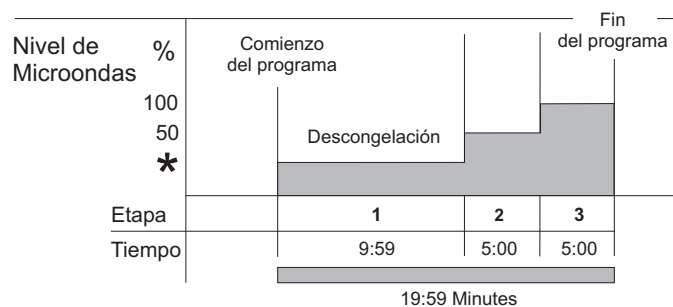 Nivel de Microondas
%
Comienzo del programa
Fin del programa
100
50
*
Descongelación
Etapa 1 2 3
Tiempo 9:59 5:00 5:00
19:59 Minutes